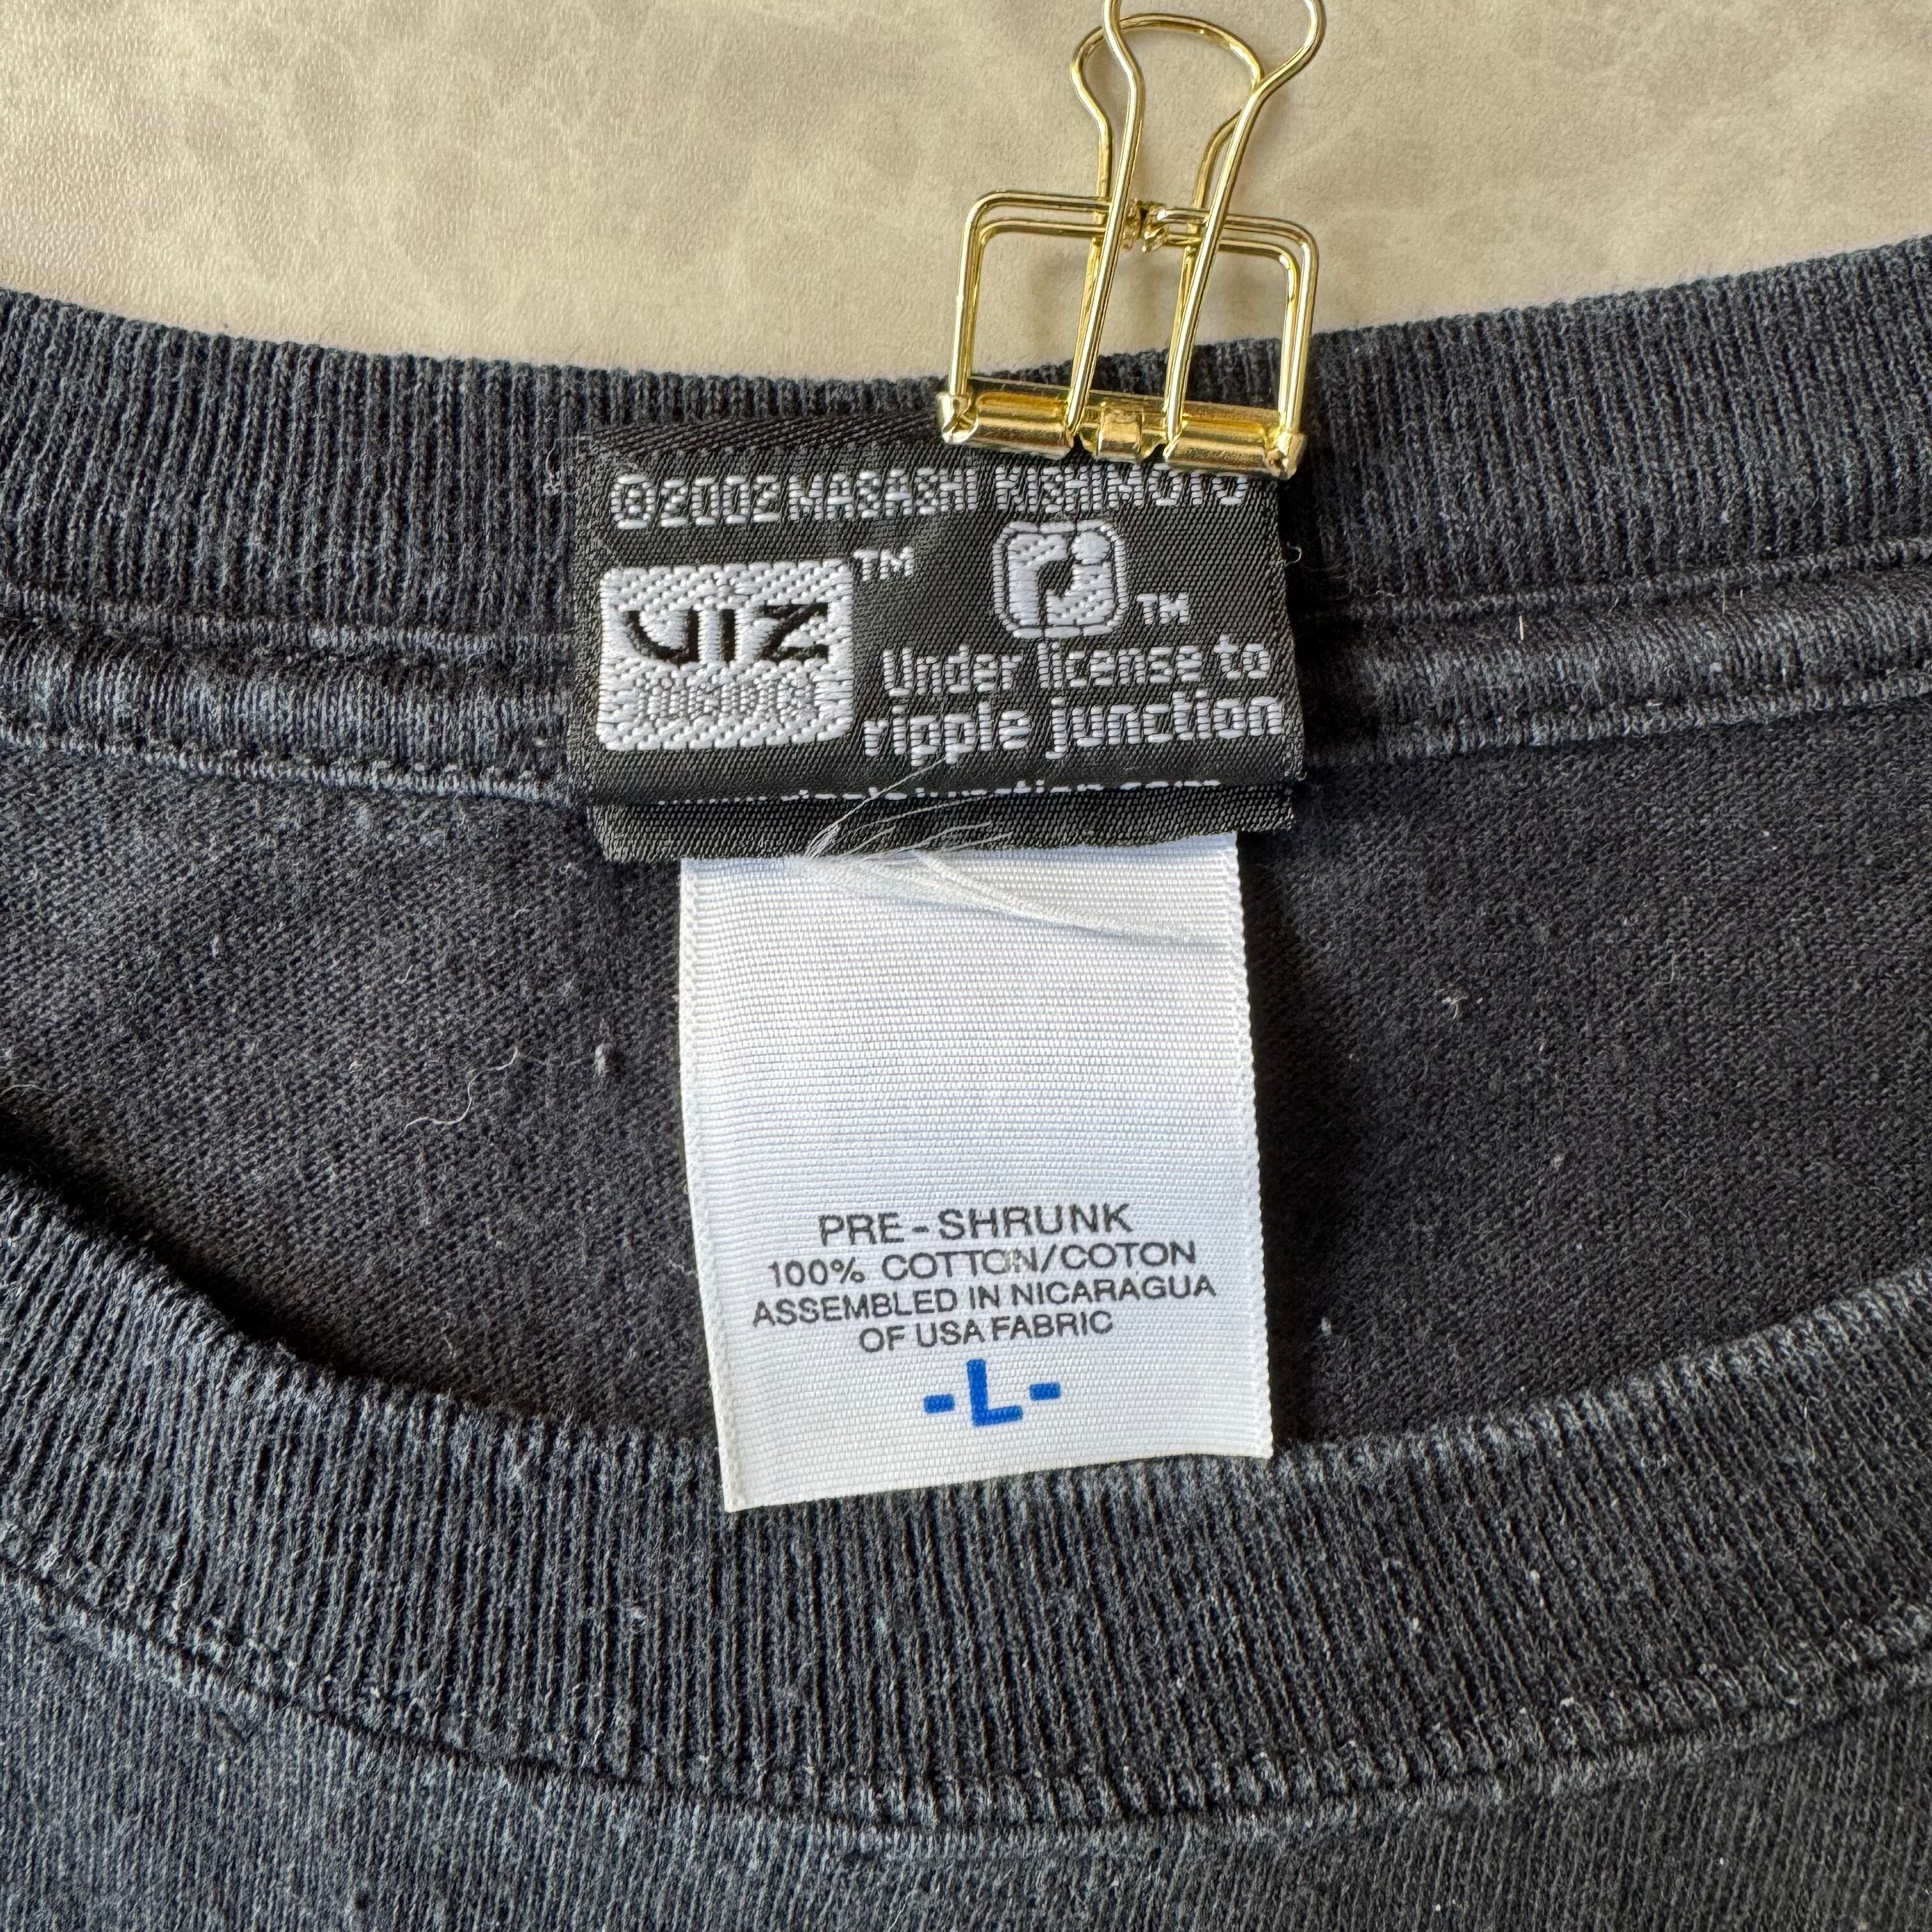 ©2002 MASASHI KISHIMOTO
VIZ TM
r TM
Under license to
ripple junction
PRE-SHRUNK
100% COTTON/COTON
ASSEMBLED IN NICARAGUA
OF USA FABRIC
-L-